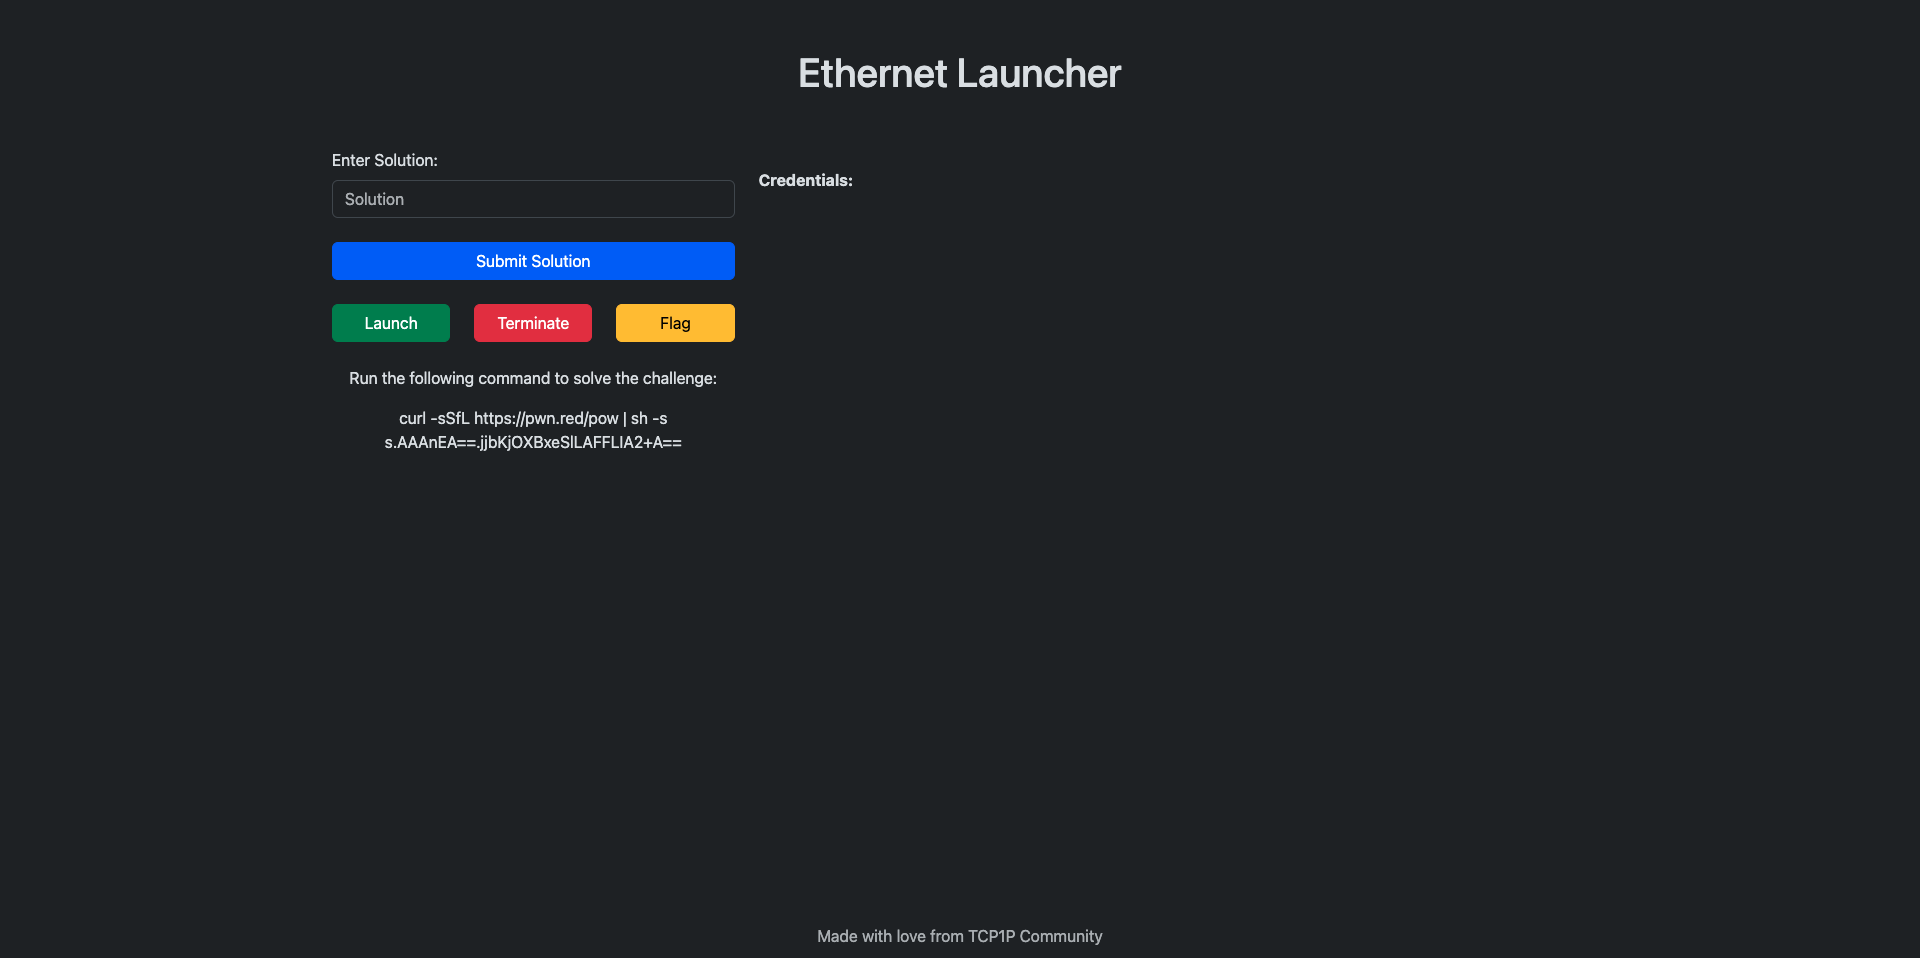 Ethernet Launcher
Enter Solution:
Solution
Submit Solution
Launch
Terminate
Flag
Run the following command to solve the challenge:
curl -sSfL https://pwn.red/pow | sh -s
s.AAAnEA==.jjbKjOXBxeSlLAFFLIA2+A==
Credentials:
Made with love from TCP1P Community